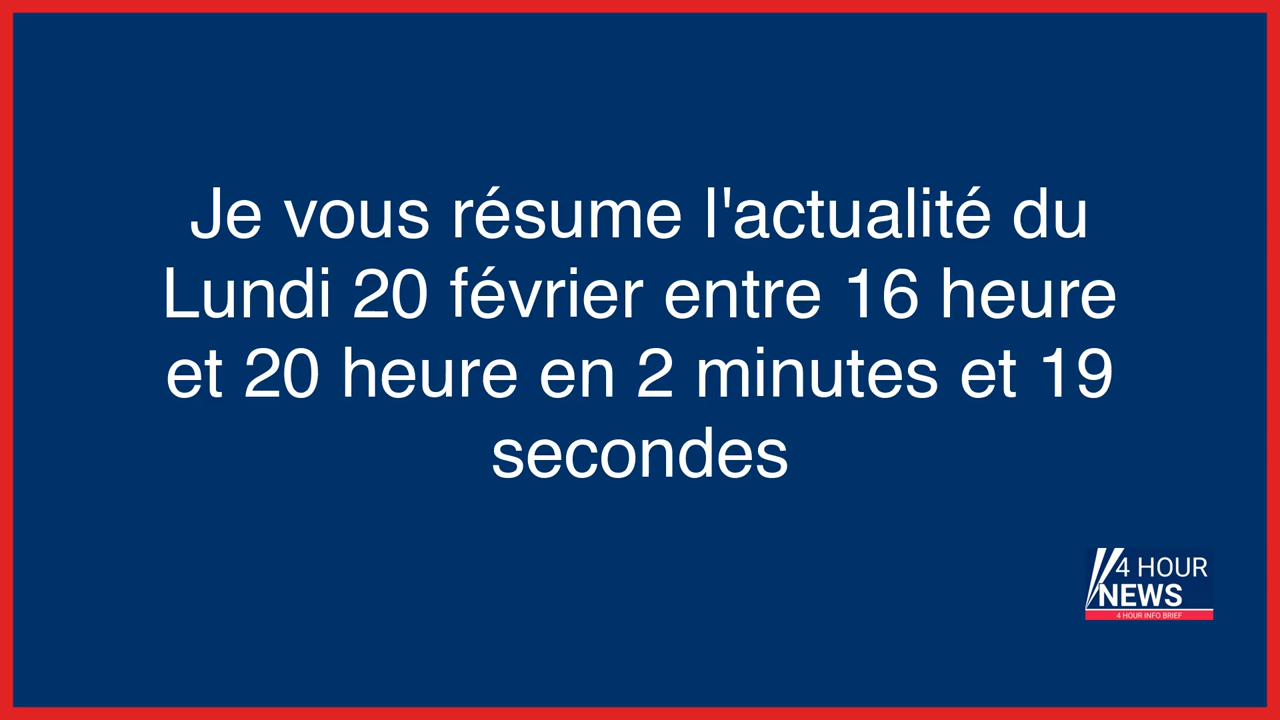 Je vous résume l'actualité du
Lundi 20 février entre 16 heure
et 20 heure en 2 minutes et 19
secondes
4 HOUR
NEWS
4 HOUR INFO BRIEF